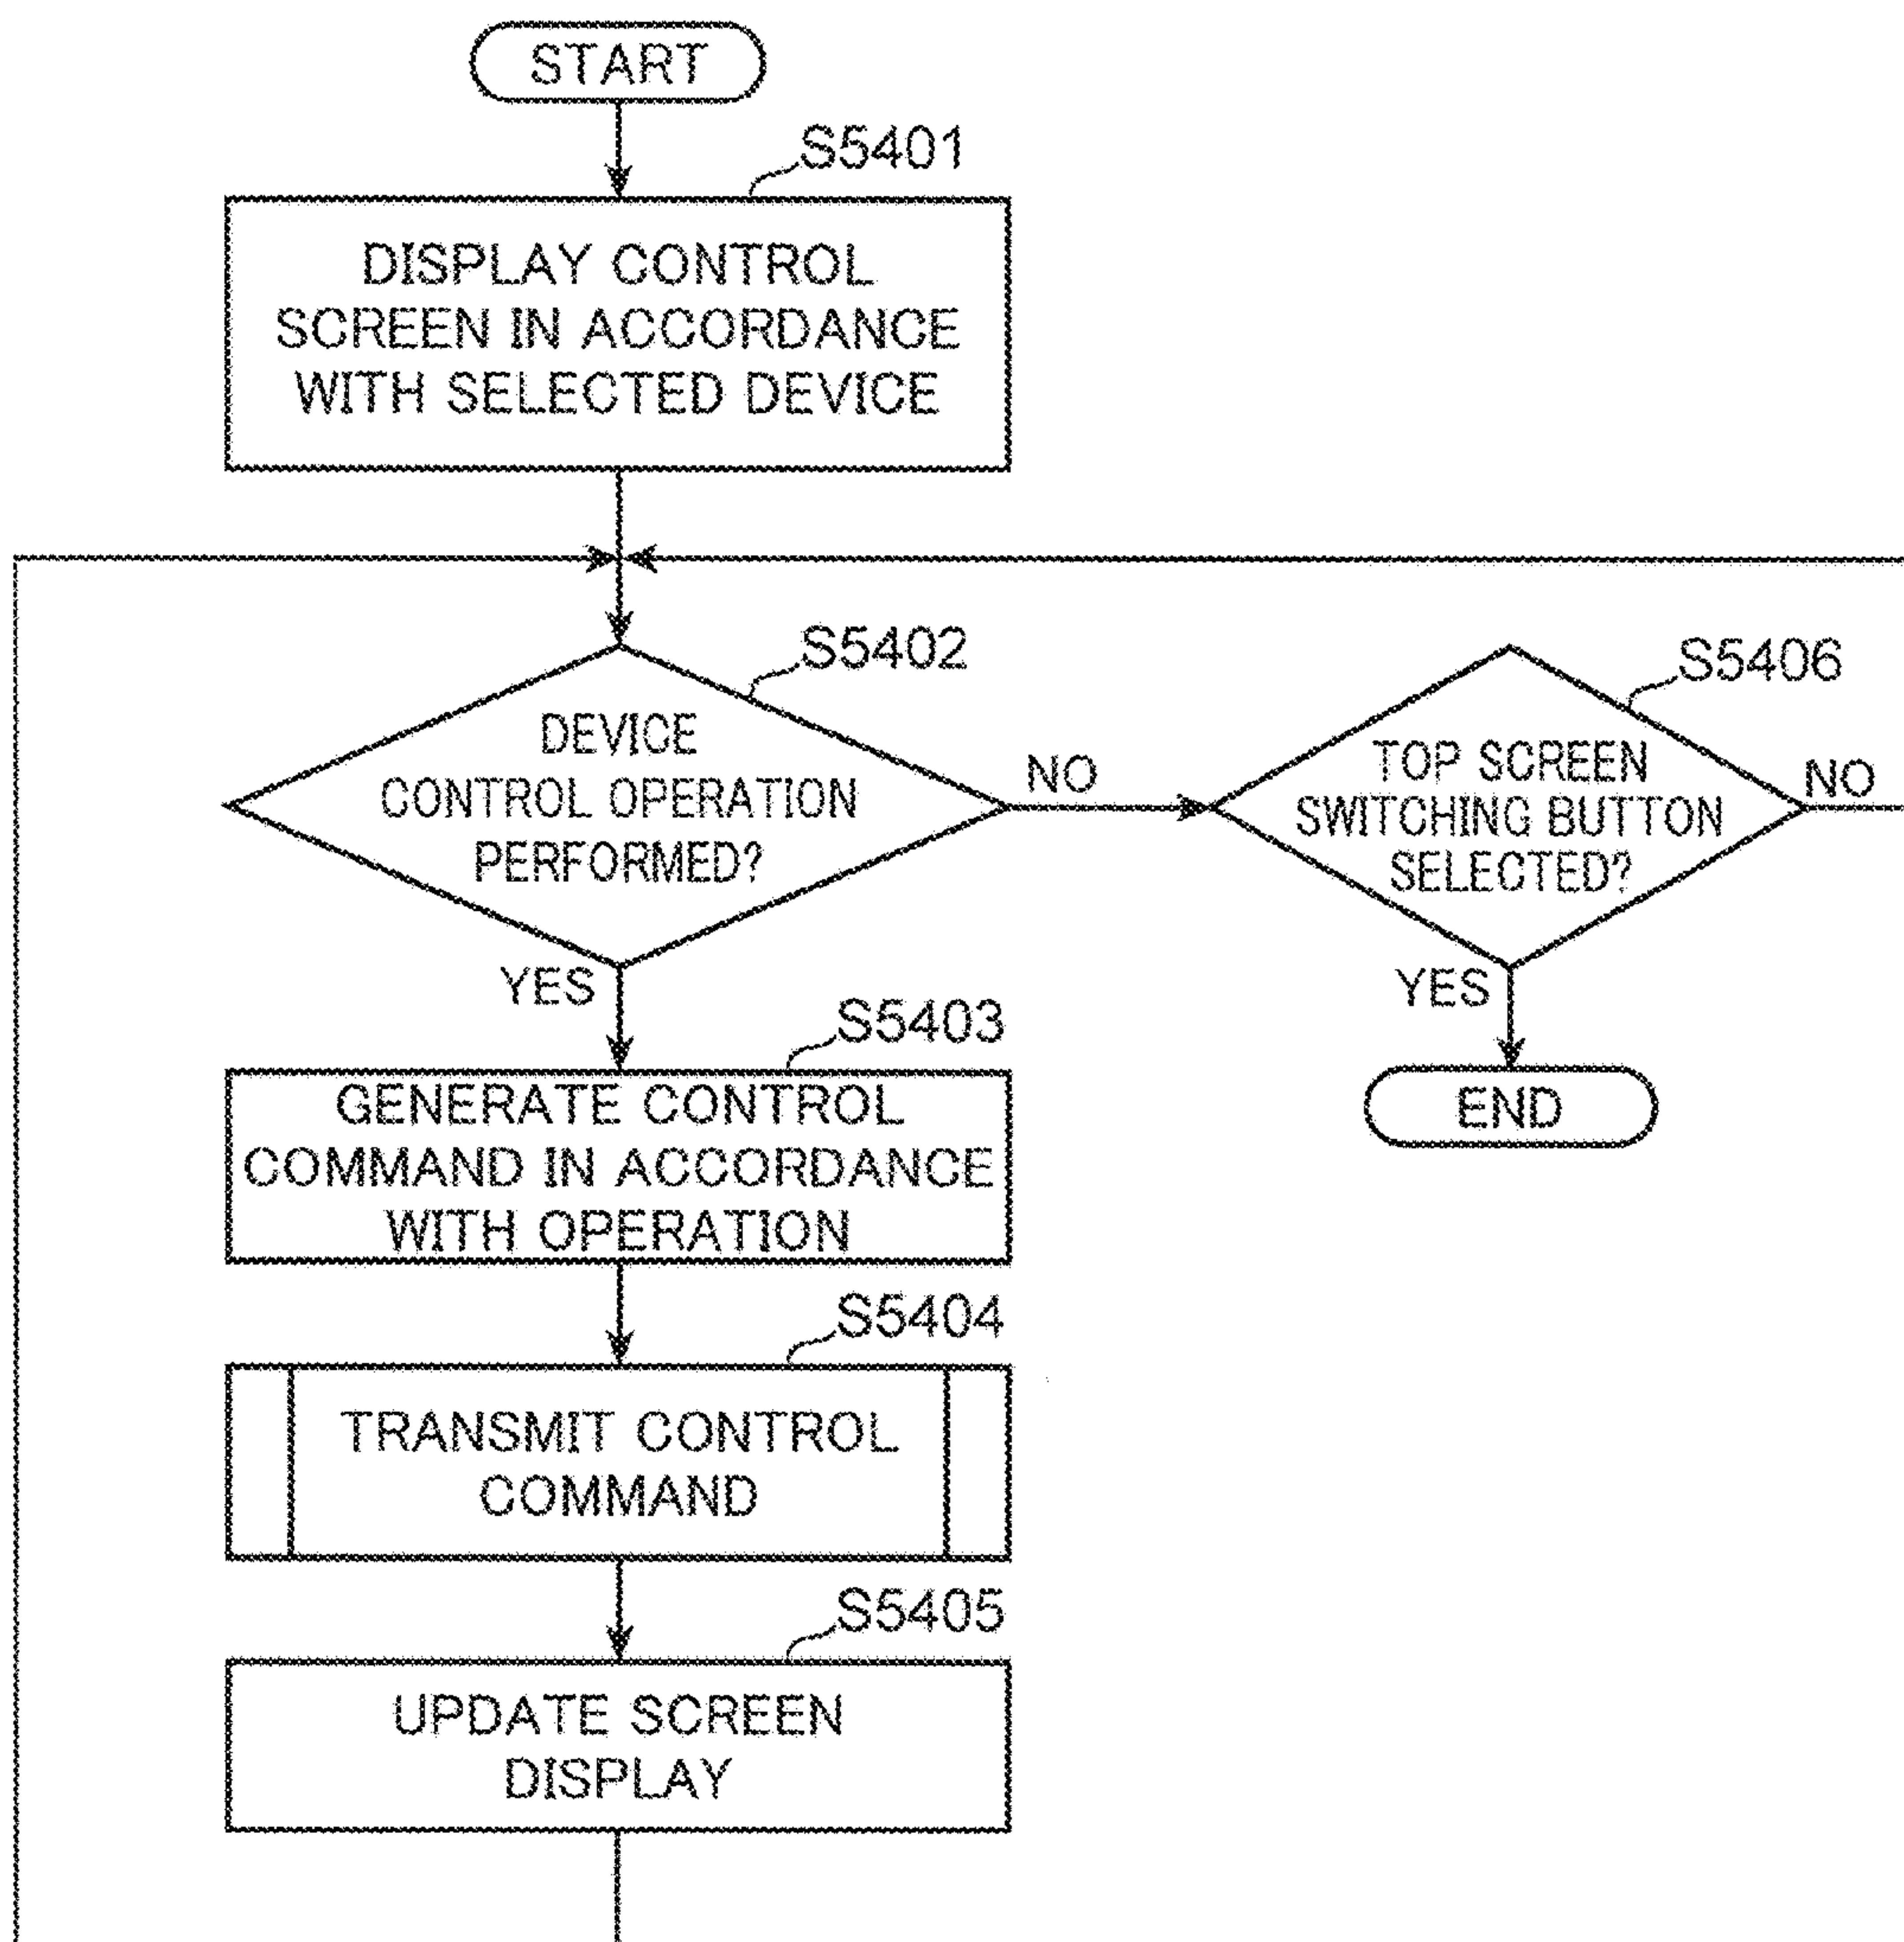 START
S5401
DISPLAY CONTROL
SCREEN IN ACCORDANCE
WITH SELECTED DEVICE
S5402
DEVICE
CONTROL OPERATION
PERFORMED?
NO
YES
S5406
TOP SCREEN
SWITCHING BUTTON
SELECTED?
NO
YES
END
S5403
GENERATE CONTROL
COMMAND IN ACCORDANCE
WITH OPERATION
S5404
TRANSMIT CONTROL
COMMAND
S5405
UPDATE SCREEN
DISPLAY